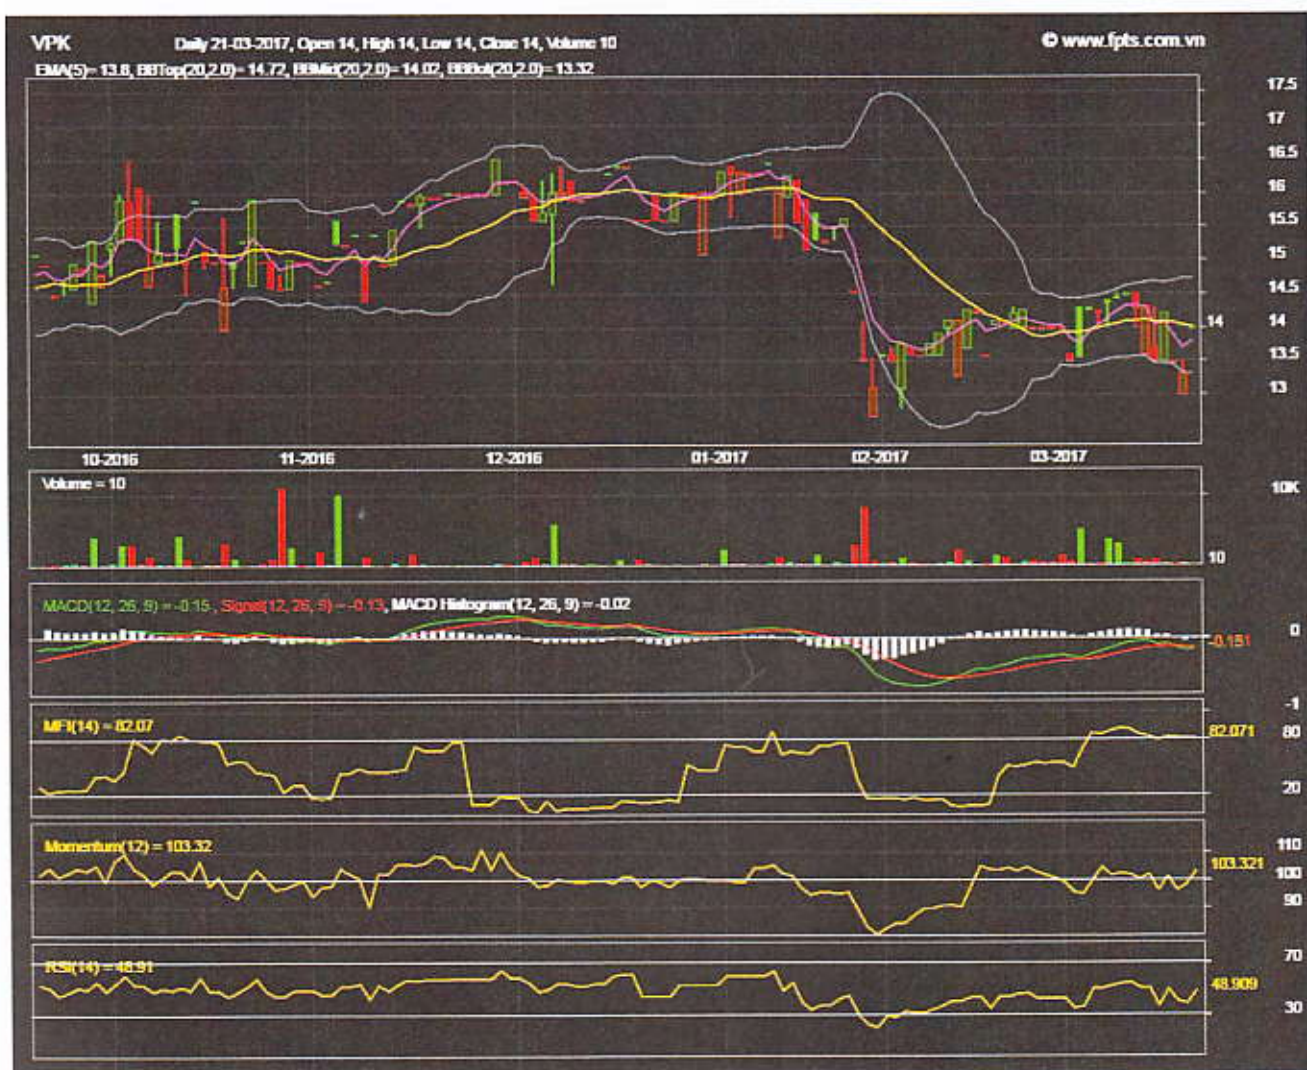 VPK Daily 21-03-2017, Open 14, High 14, Low 14, Close 14, Volume 10 © www.fpts.com.vn
EMA(5)= 13.8, BBTop(20,2.0)= 14.72, BBMid(20,2.0)= 14.02, BBBot(20,2.0)= 13.32
17.5
17
16.5
16
15.5
15
14.5
14 14
13.5
13
10-2016 11-2016 12-2016 01-2017 02-2017 03-2017
Volume = 10 10K
10
MACD(12, 26, 9) = -0.15, Signal(12, 26, 9) = -0.13, MACD Histogram(12, 26, 9) = -0.02
0
-0.151
-1
MFI(14) = 82.07 82.071 80
20
Momentum(12) = 103.32 110
103.321 100
90
RSI(14) = 48.91 70
48.909
30